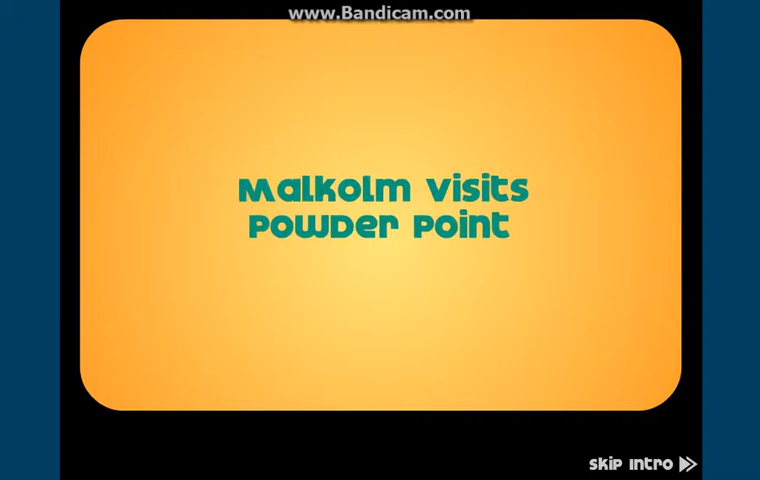 www.Bandicam.com
Malkolm visits
Powder Point
skip intro